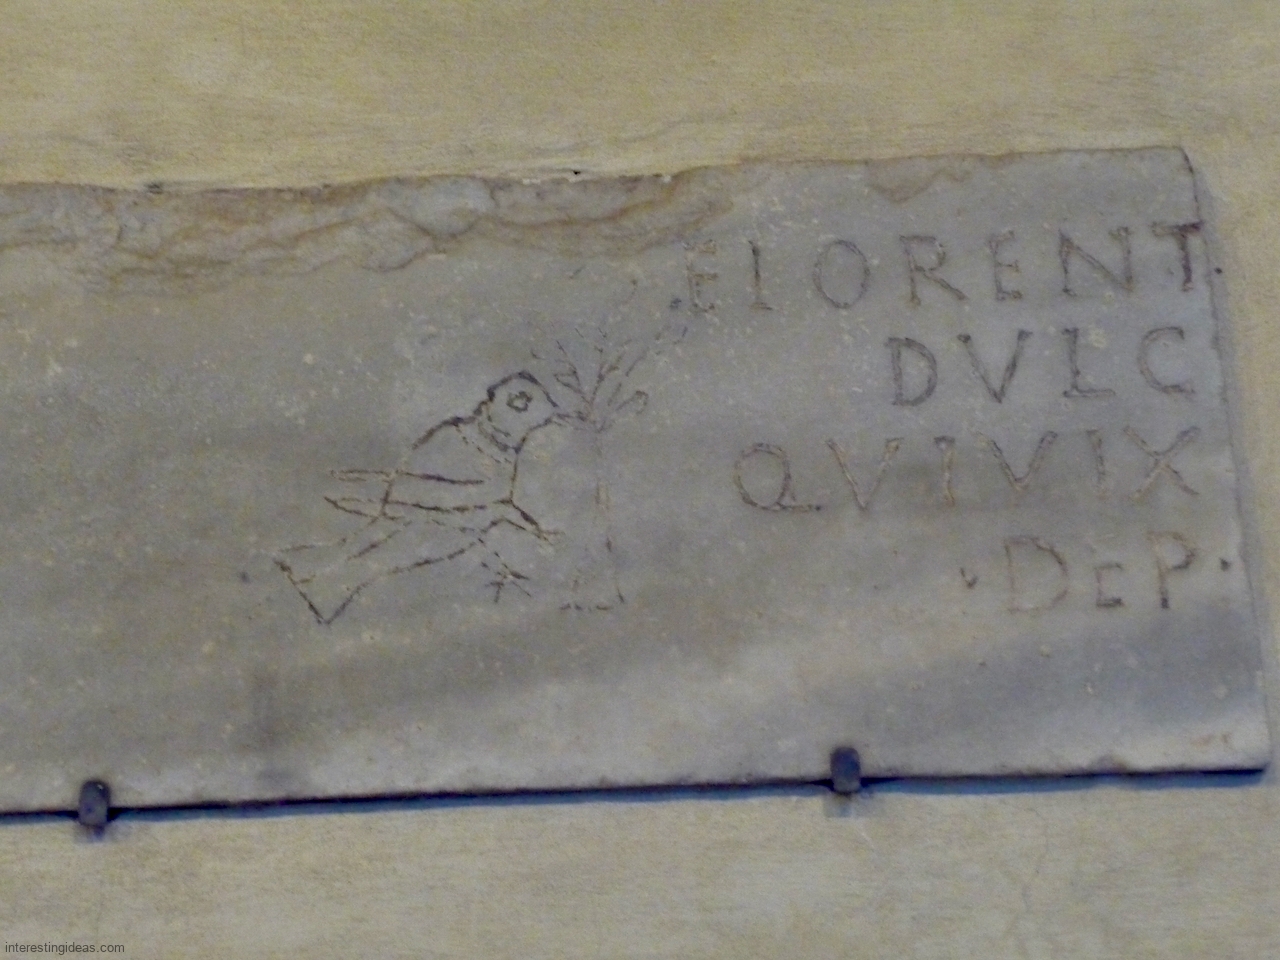 FLORENT
DVLC
QVIVIX
·DEP·
interestingideas.com